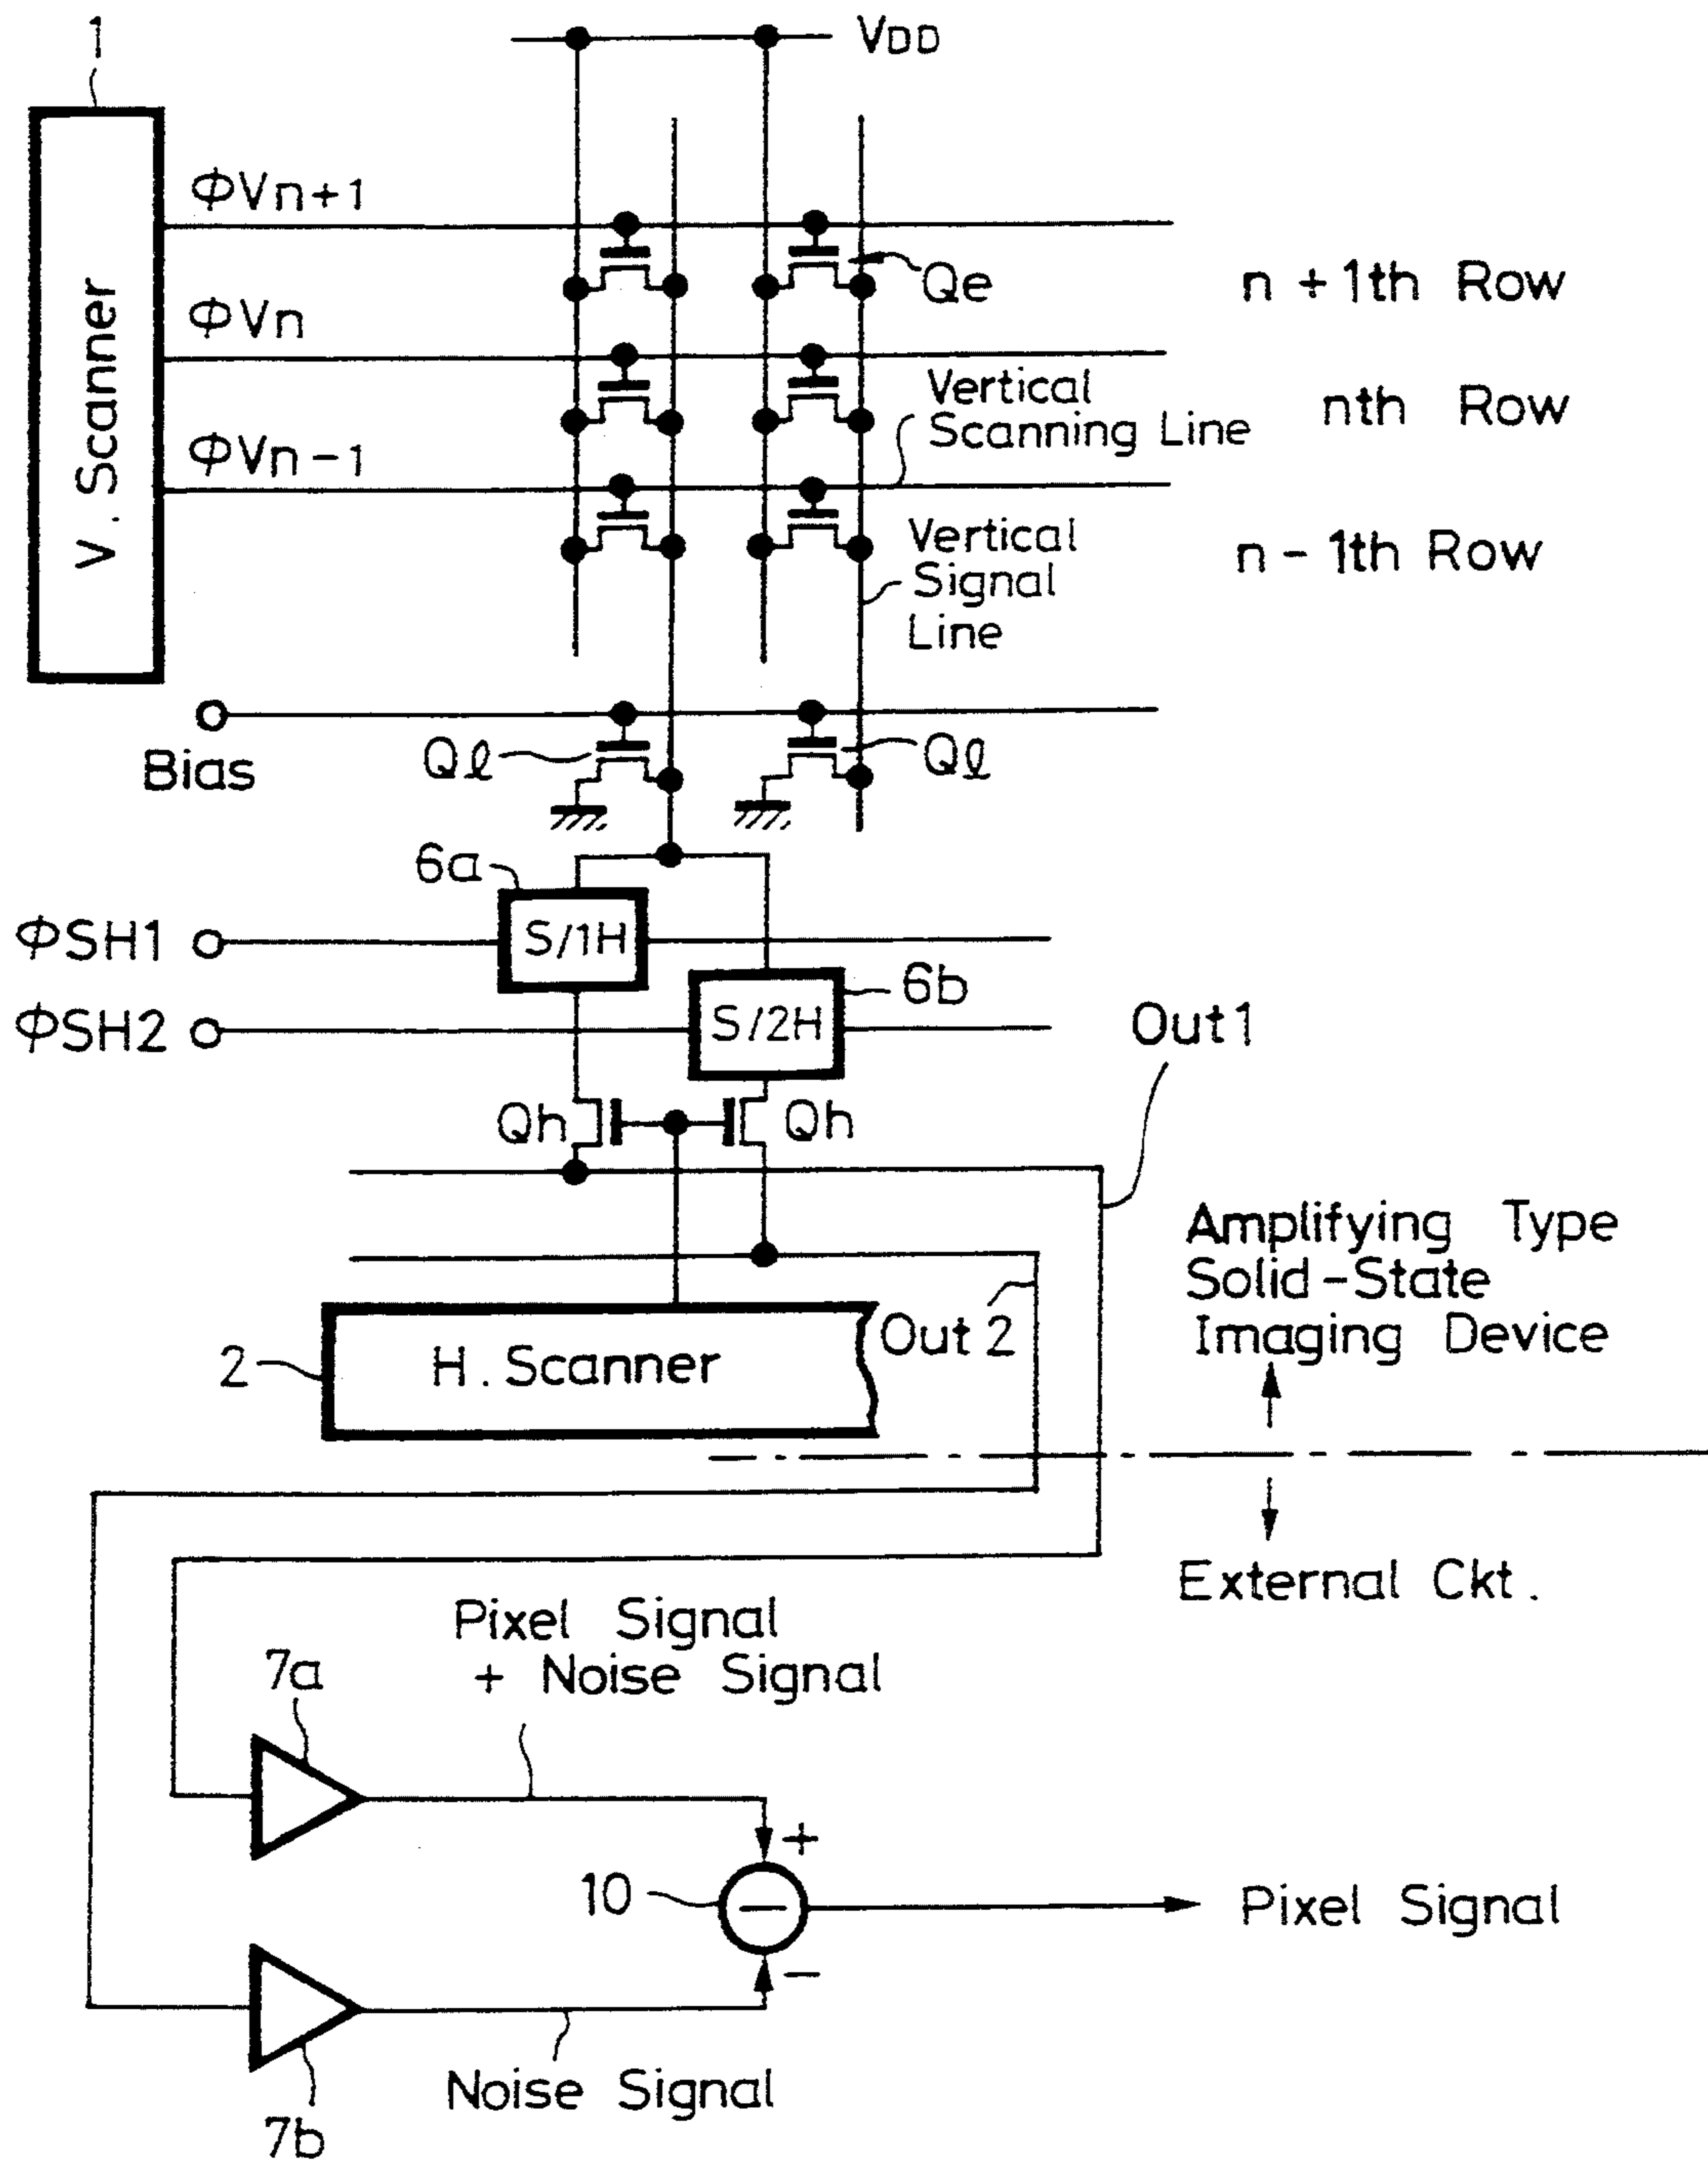 1
VDD
V. Scanner
ΦVn+1
Qe
n+1th Row
ΦVn
Vertical
Scanning Line
nth Row
ΦVn-1
Vertical
Signal
Line
n-1th Row
Bias
Qℓ
Qℓ
6a
ΦSH1
S/1H
6b
ΦSH2
S/2H
Out1
Qh
Qh
Amplifying Type
Solid-State
Imaging Device
Out 2
2
H. Scanner
External Ckt.
Pixel Signal
+ Noise Signal
7a
+
10
−
Pixel Signal
−
Noise Signal
7b